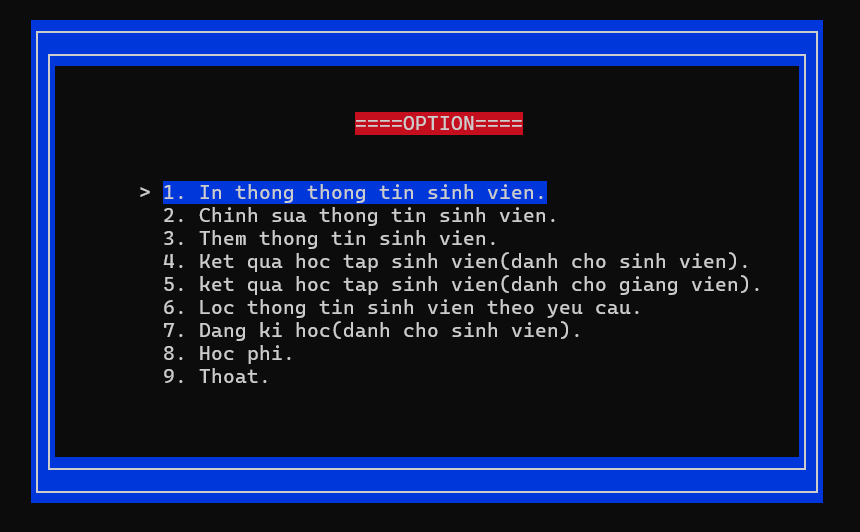 ====OPTION====
> 1. In thong thong tin sinh vien.
2. Chinh sua thong tin sinh vien.
3. Them thong tin sinh vien.
4. Ket qua hoc tap sinh vien(danh cho sinh vien).
5. ket qua hoc tap sinh vien(danh cho giang vien).
6. Loc thong tin sinh vien theo yeu cau.
7. Dang ki hoc(danh cho sinh vien).
8. Hoc phi.
9. Thoat.